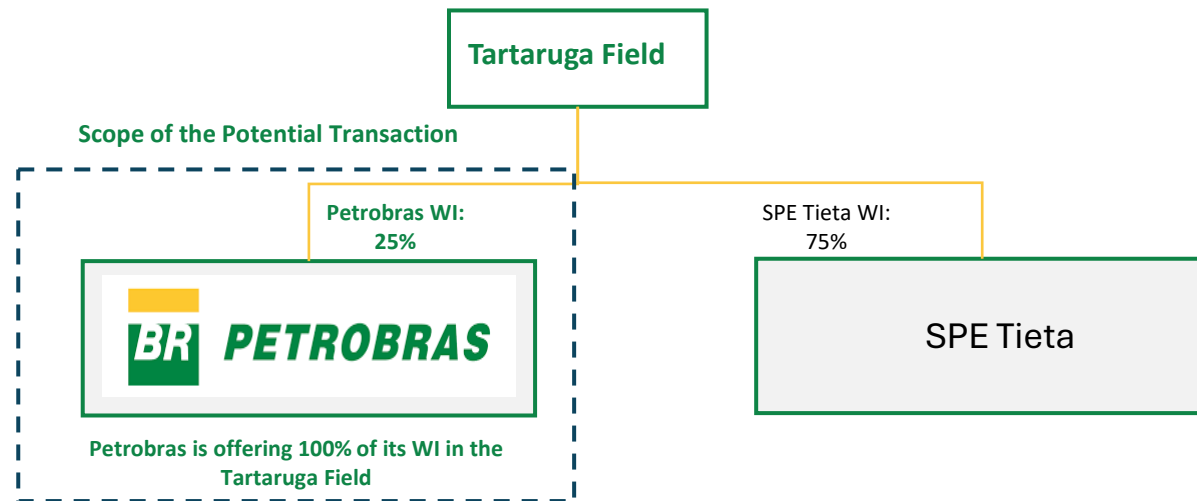 Tartaruga Field
Scope of the Potential Transaction
Petrobras WI:
25%
SPE Tieta WI:
75%
BR PETROBRAS
SPE Tieta
Petrobras is offering 100% of its WI in the
Tartaruga Field